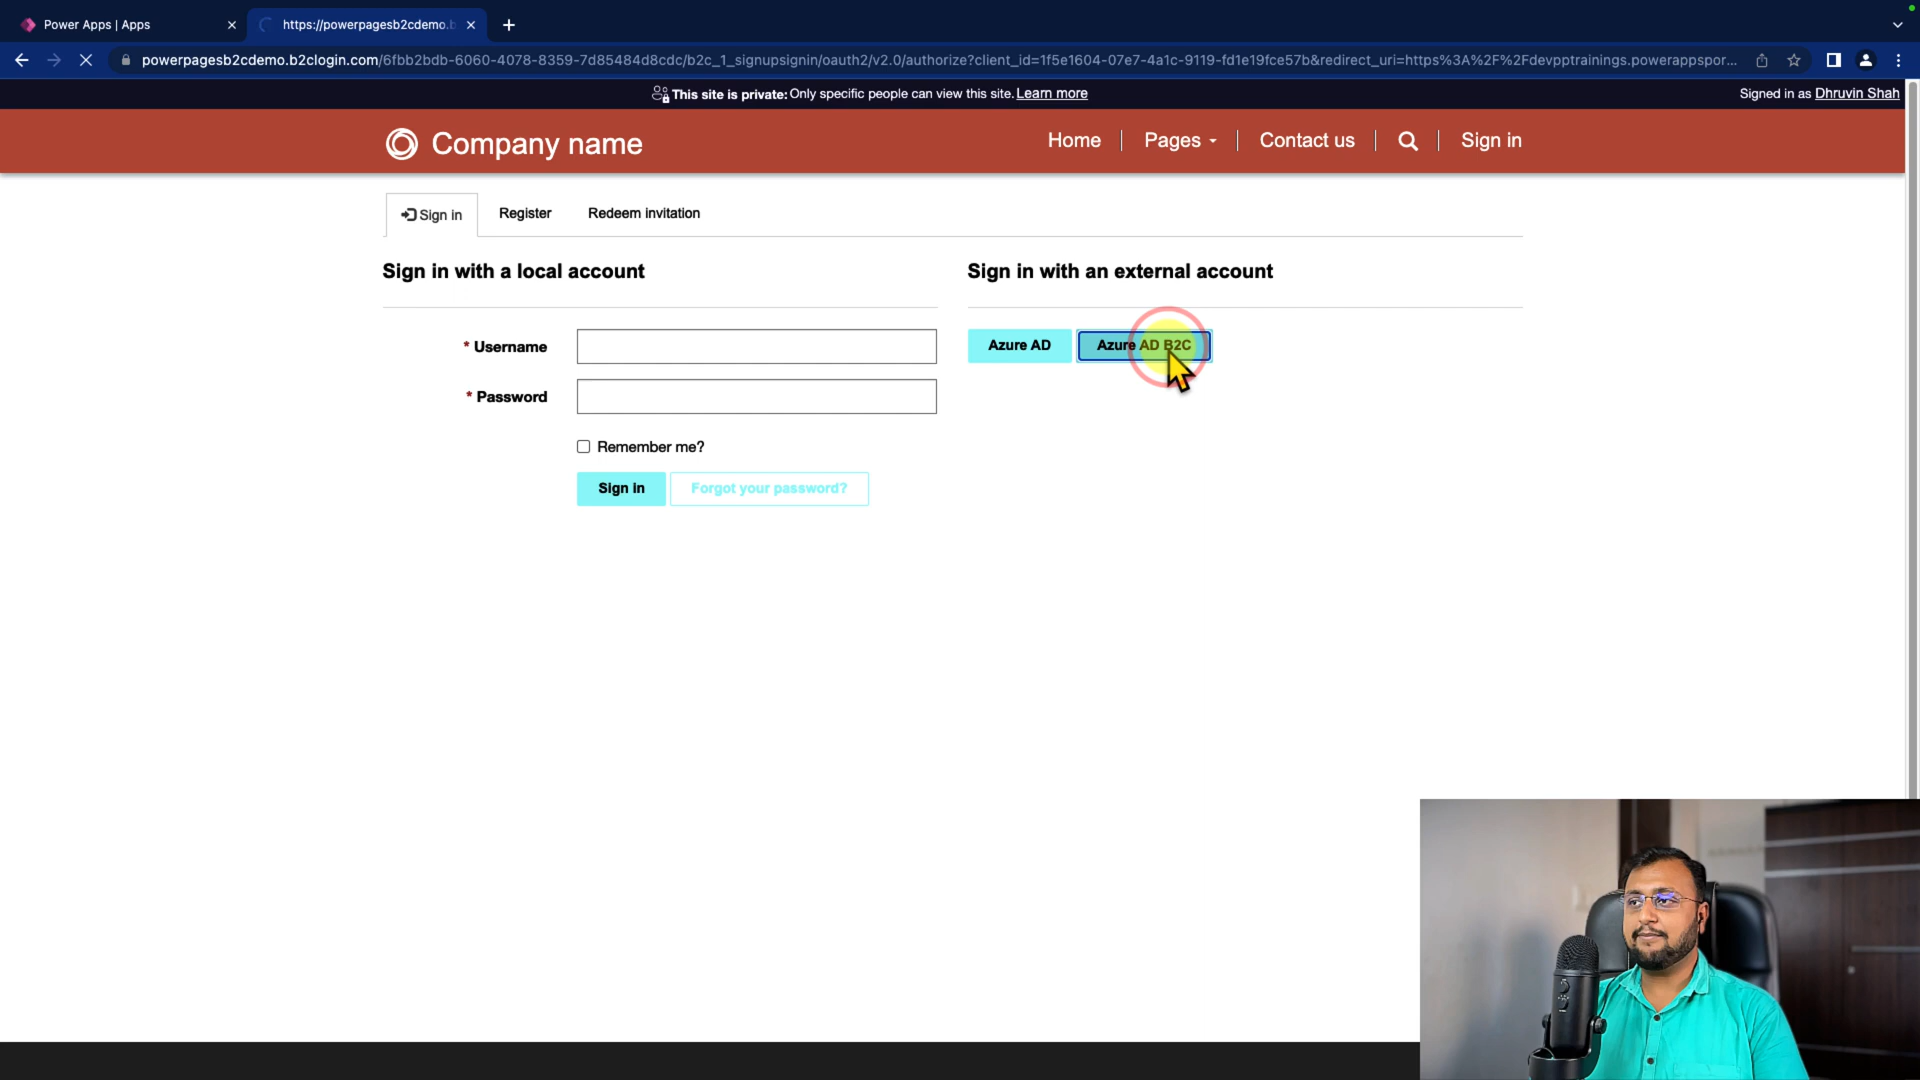 Power Apps | Apps
https://powerpagesb2cdemo.b
powerpagesb2cdemo.b2clogin.com/6fbb2bdb-6060-4078-8359-7d85484d8cdc/b2c_1_signupsignin/oauth2/v2.0/authorize?client_id=1f5e1604-07e7-4a1c-9119-fd1e19fce57b&redirect_uri=https%3A%2F%2Fdevpptrainings.powerappspor...
This site is private: Only specific people can view this site. Learn more
Signed in as Dhruvin Shah
Company name
Home
Pages
Contact us
Sign in
Sign in
Register
Redeem invitation
Sign in with a local account
Sign in with an external account
* Username
Azure AD
Azure AD B2C
* Password
Remember me?
Sign in
Forgot your password?